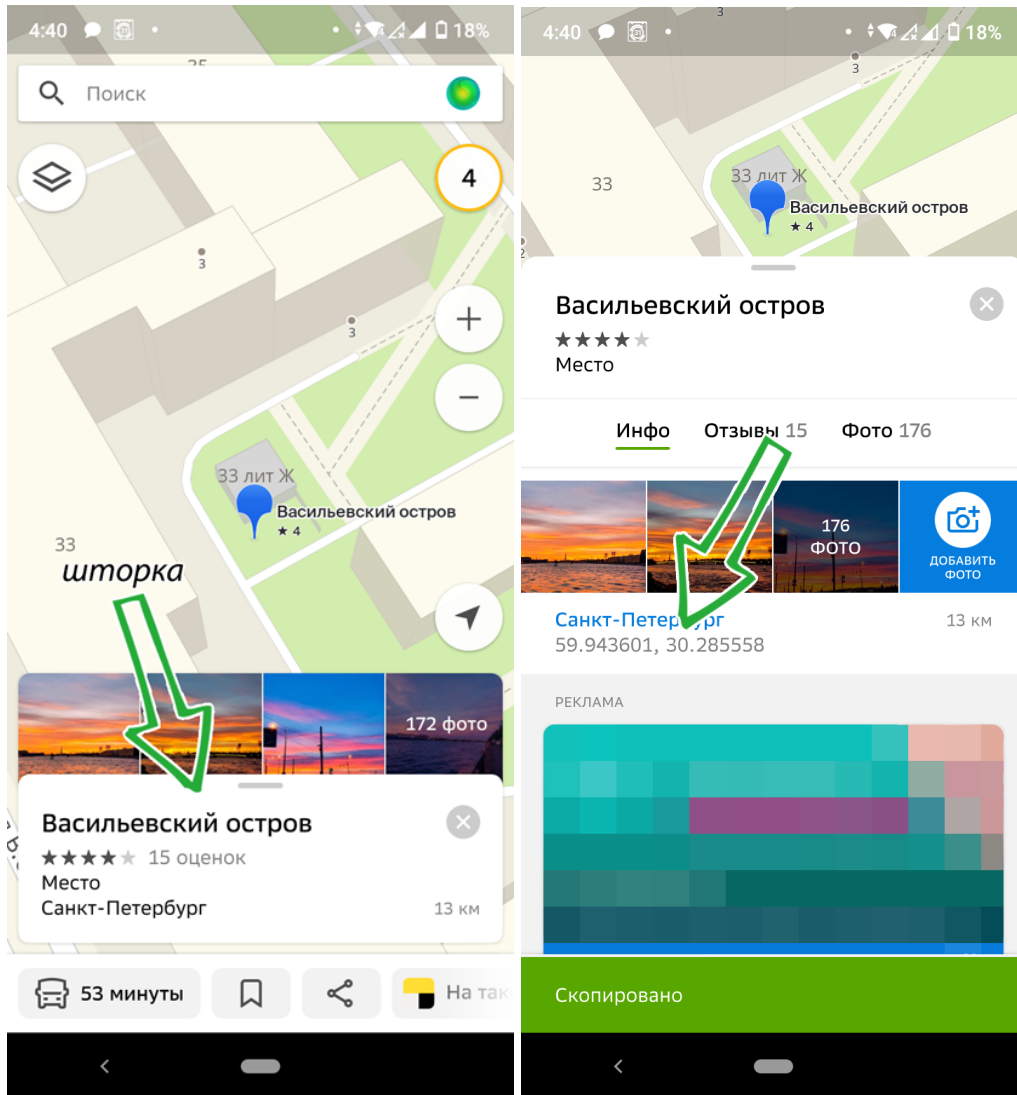 4:40
18%
25
Поиск
4
3
3
33 лит Ж
Васильевский остров
★ 4
33
шторка
172 фото
Васильевский остров
★★★★★ 15 оценок
Место
Санкт-Петербург
13 км
53 минуты
На так
4:40
18%
3
3
33 лит Ж
33
Васильевский остров
★ 4
2
Васильевский остров
★★★★★
Место
Инфо
Отзывы 15
Фото 176
176
ФОТО
ДОБАВИТЬ
ФОТО
Санкт-Петербург
13 км
59.943601, 30.285558
РЕКЛАМА
Скопировано